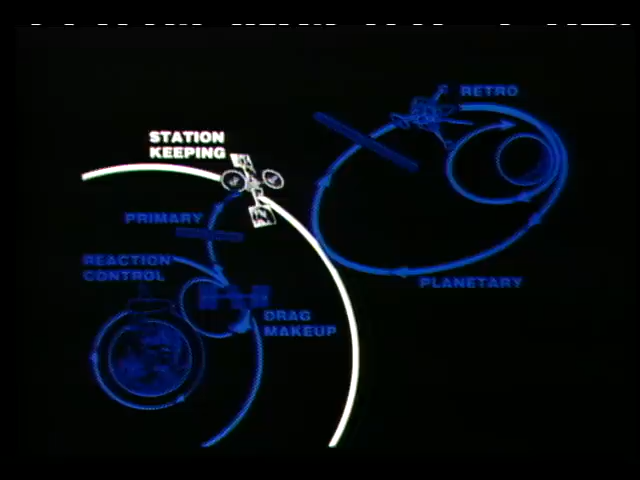 RETRO
STATION
KEEPING
PRIMARY
REACTION
CONTROL
PLANETARY
DRAG
MAKEUP